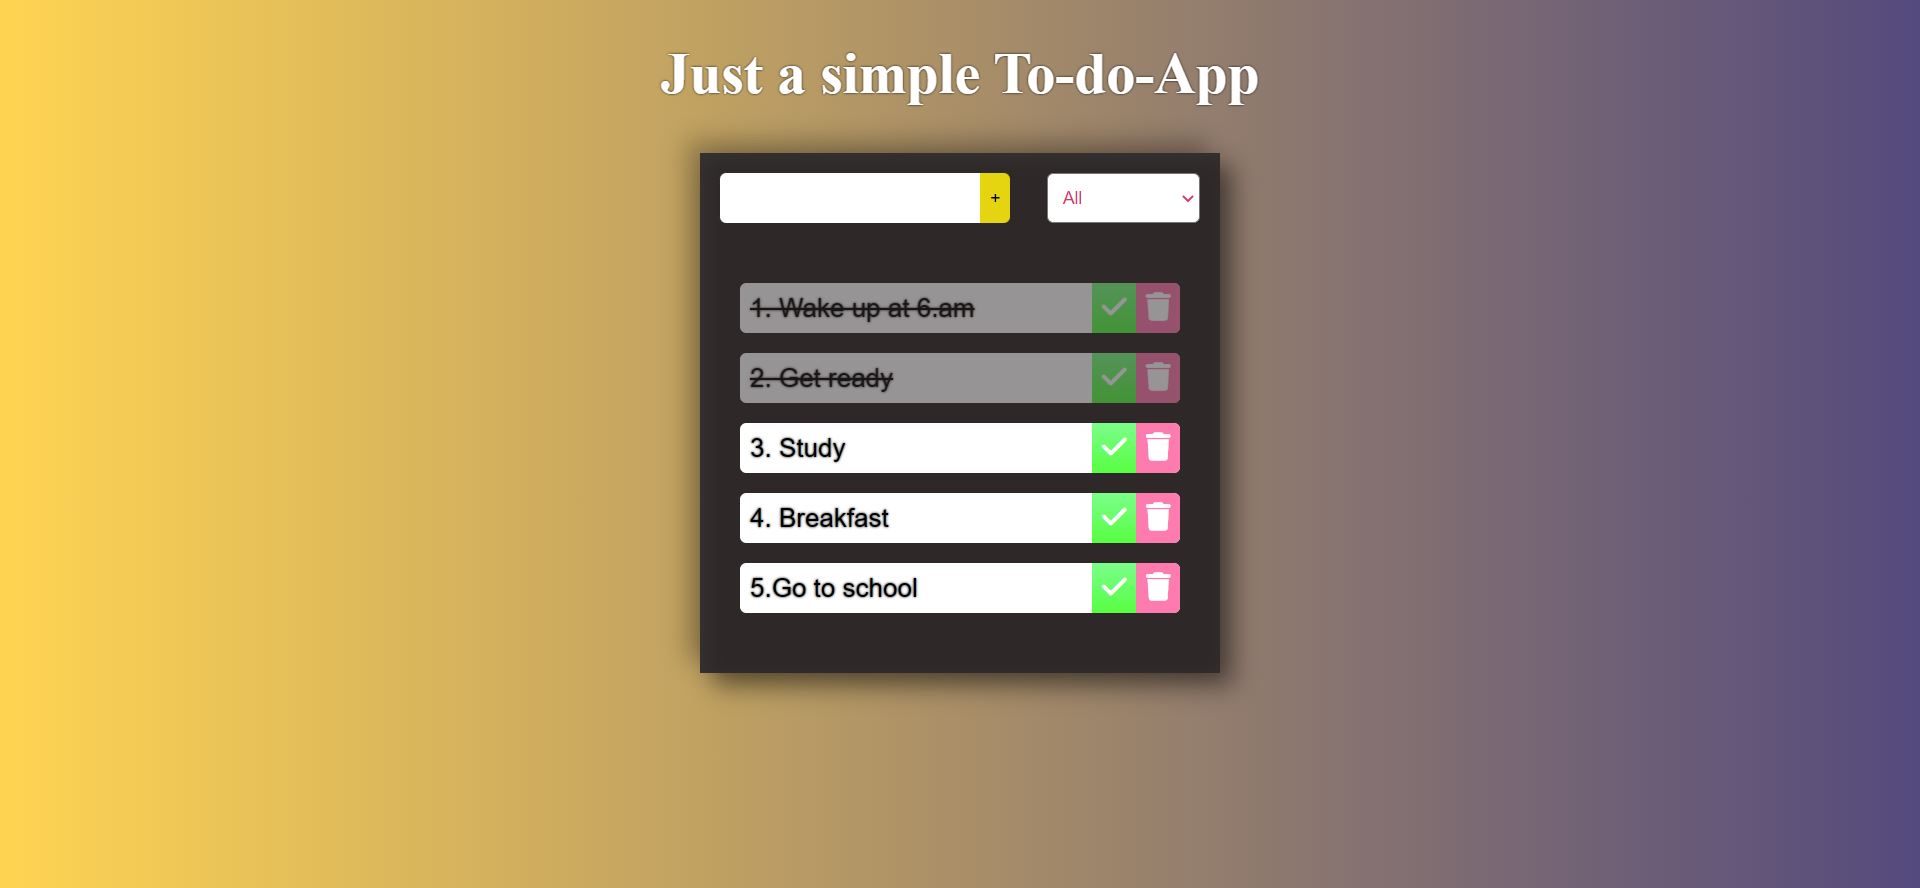 Just a simple To-do-App
+
All
1. Wake up at 6.am
2. Get ready
3. Study
4. Breakfast
5.Go to school